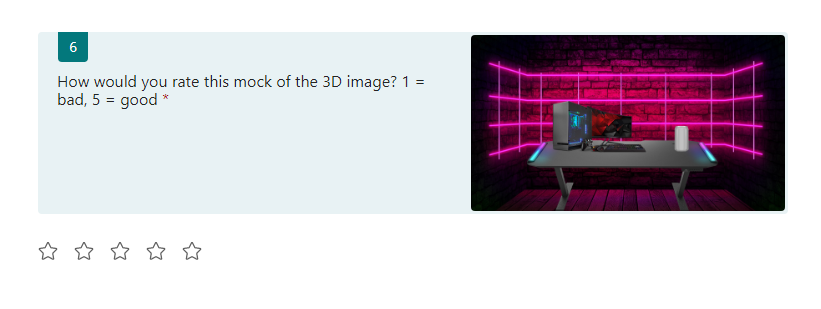 6
How would you rate this mock of the 3D image? 1 =
bad, 5 = good *